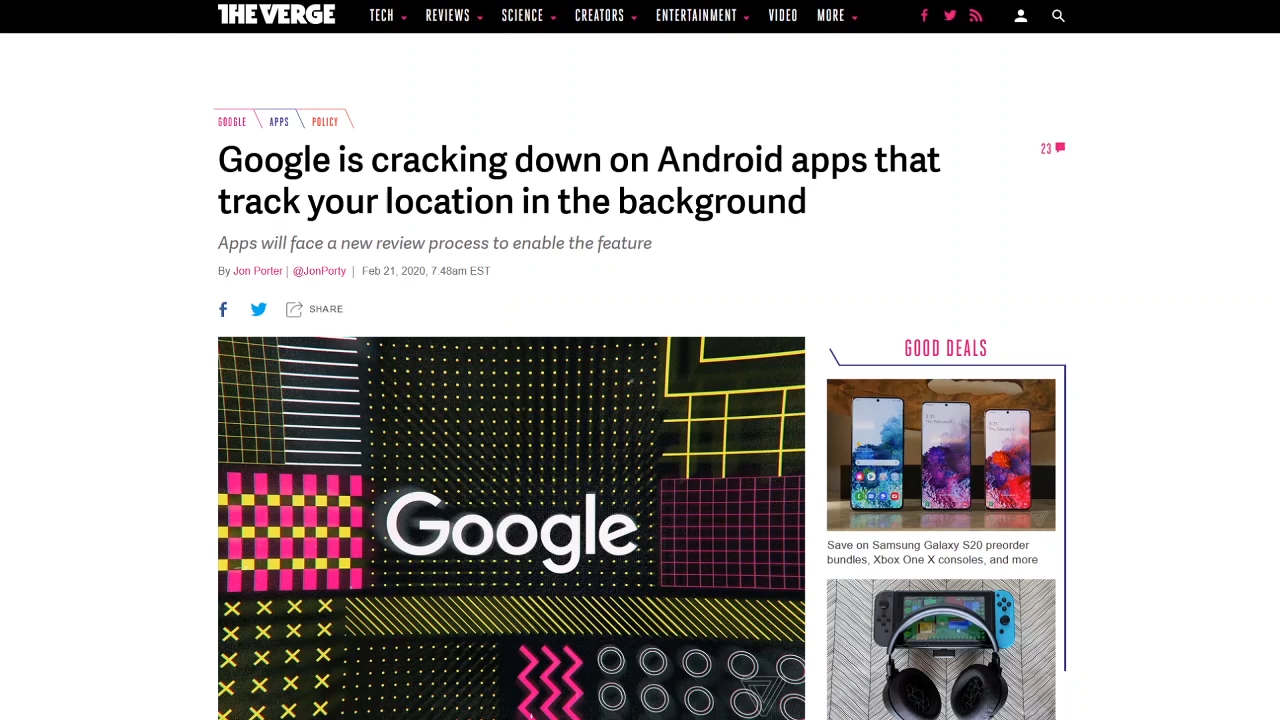 THE VERGE
TECH
REVIEWS
SCIENCE
CREATORS
ENTERTAINMENT
VIDEO
MORE
GOOGLE
APPS
POLICY
Google is cracking down on Android apps that
track your location in the background
23
Apps will face a new review process to enable the feature
By Jon Porter | @JonPorty | Feb 21, 2020, 7.48am EST
SHARE
Google
GOOD DEALS
Save on Samsung Galaxy S20 preorder
bundles, Xbox One X consoles, and more